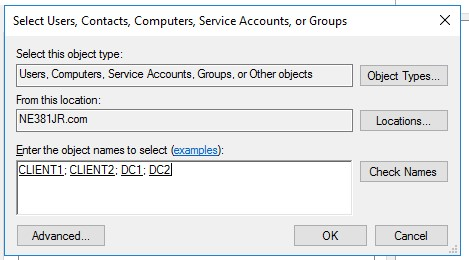 Select Users, Contacts, Computers, Service Accounts, or Groups
Select this object type:
Users, Computers, Service Accounts, Groups, or Other objects
Object Types...
From this location:
NE381JR.com
Locations...
Enter the object names to select (examples):
CLIENT1; CLIENT2; DC1; DC2
Check Names
Advanced...
OK
Cancel